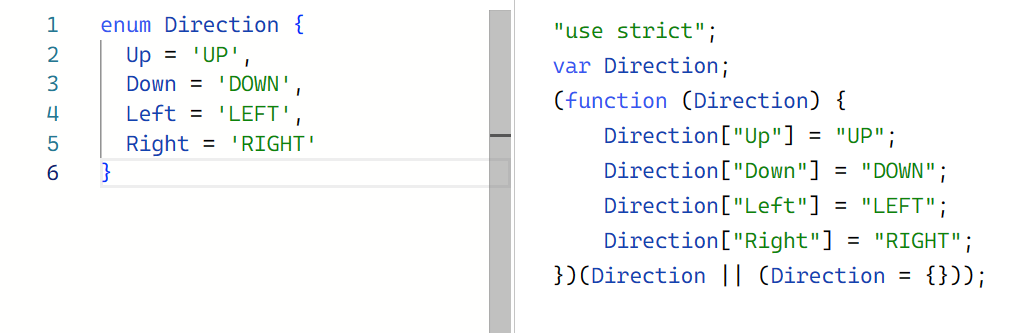 1 enum Direction {
2 Up = 'UP',
3 Down = 'DOWN',
4 Left = 'LEFT',
5 Right = 'RIGHT'
6 }
"use strict";
var Direction;
(function (Direction) {
    Direction["Up"] = "UP";
    Direction["Down"] = "DOWN";
    Direction["Left"] = "LEFT";
    Direction["Right"] = "RIGHT";
})(Direction || (Direction = {}));